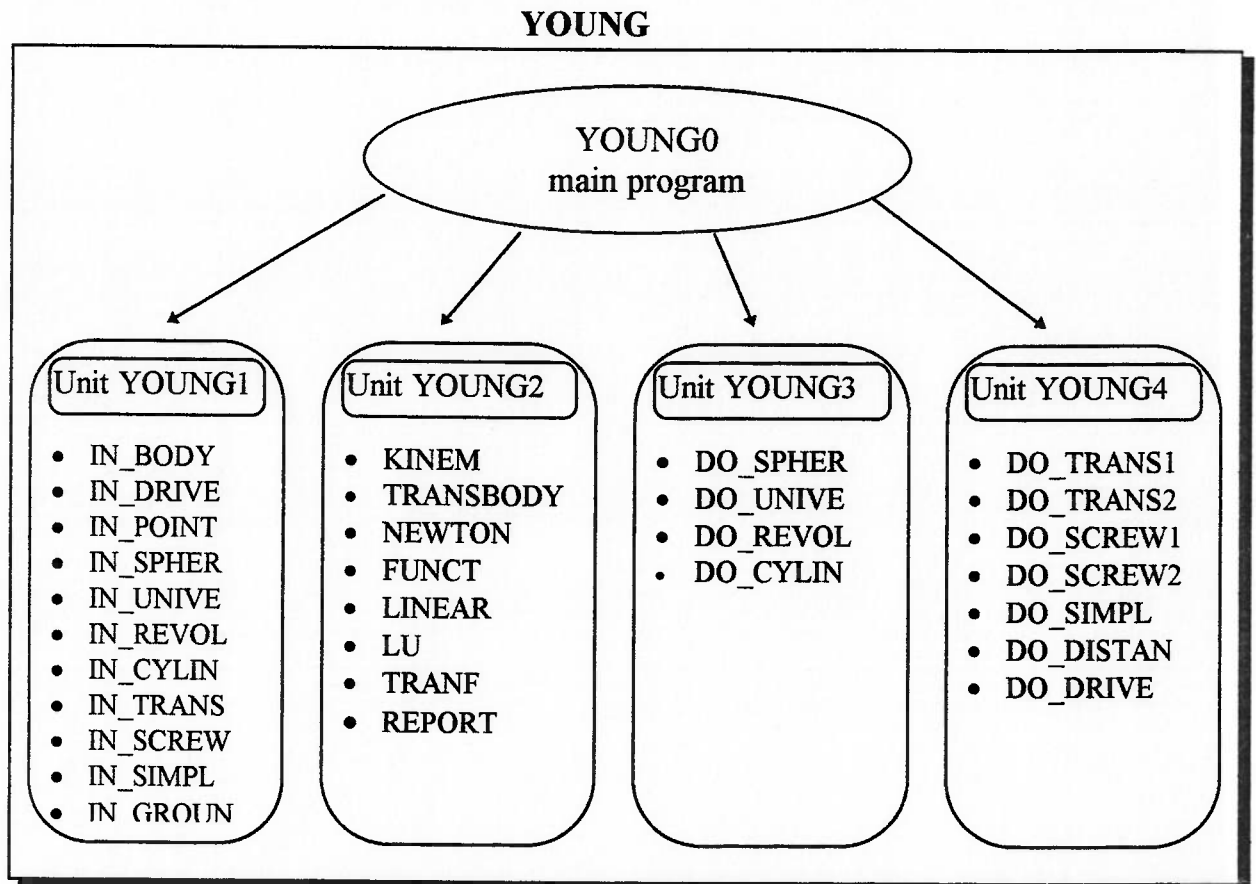 YOUNG
YOUNG0
main program
Unit YOUNG1
• IN_BODY
• IN_DRIVE
• IN_POINT
• IN_SPHER
• IN_UNIVE
• IN_REVOL
• IN_CYLIN
• IN_TRANS
• IN_SCREW
• IN_SIMPL
• IN_GROUN
Unit YOUNG2
• KINEM
• TRANSBODY
• NEWTON
• FUNCT
• LINEAR
• LU
• TRANF
• REPORT
Unit YOUNG3
• DO_SPHER
• DO_UNIVE
• DO_REVOL
• DO_CYLIN
Unit YOUNG4
• DO_TRANS1
• DO_TRANS2
• DO_SCREW1
• DO_SCREW2
• DO_SIMPL
• DO_DISTAN
• DO_DRIVE